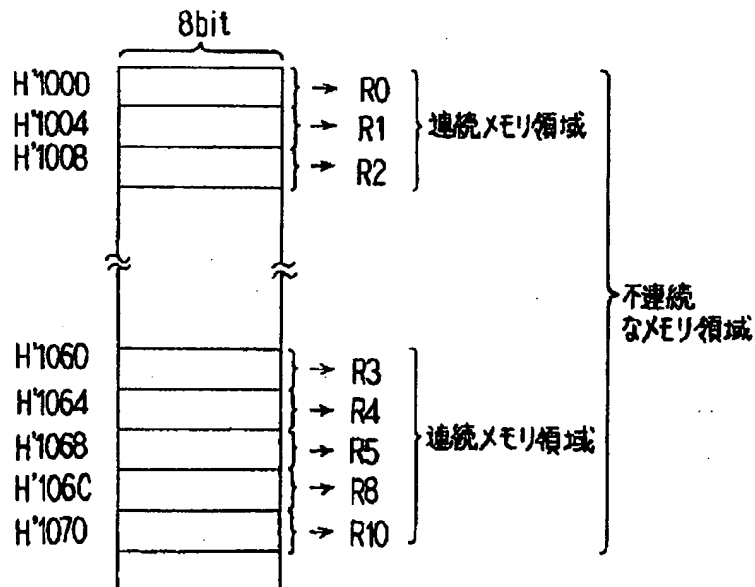 8bit
H'1000 → R0
H'1004 → R1
H'1008 → R2
連続メモリ領域
不連続
なメモリ領域
H'1060 → R3
H'1064 → R4
H'1068 → R5
H'106C → R8
H'1070 → R10
連続メモリ領域